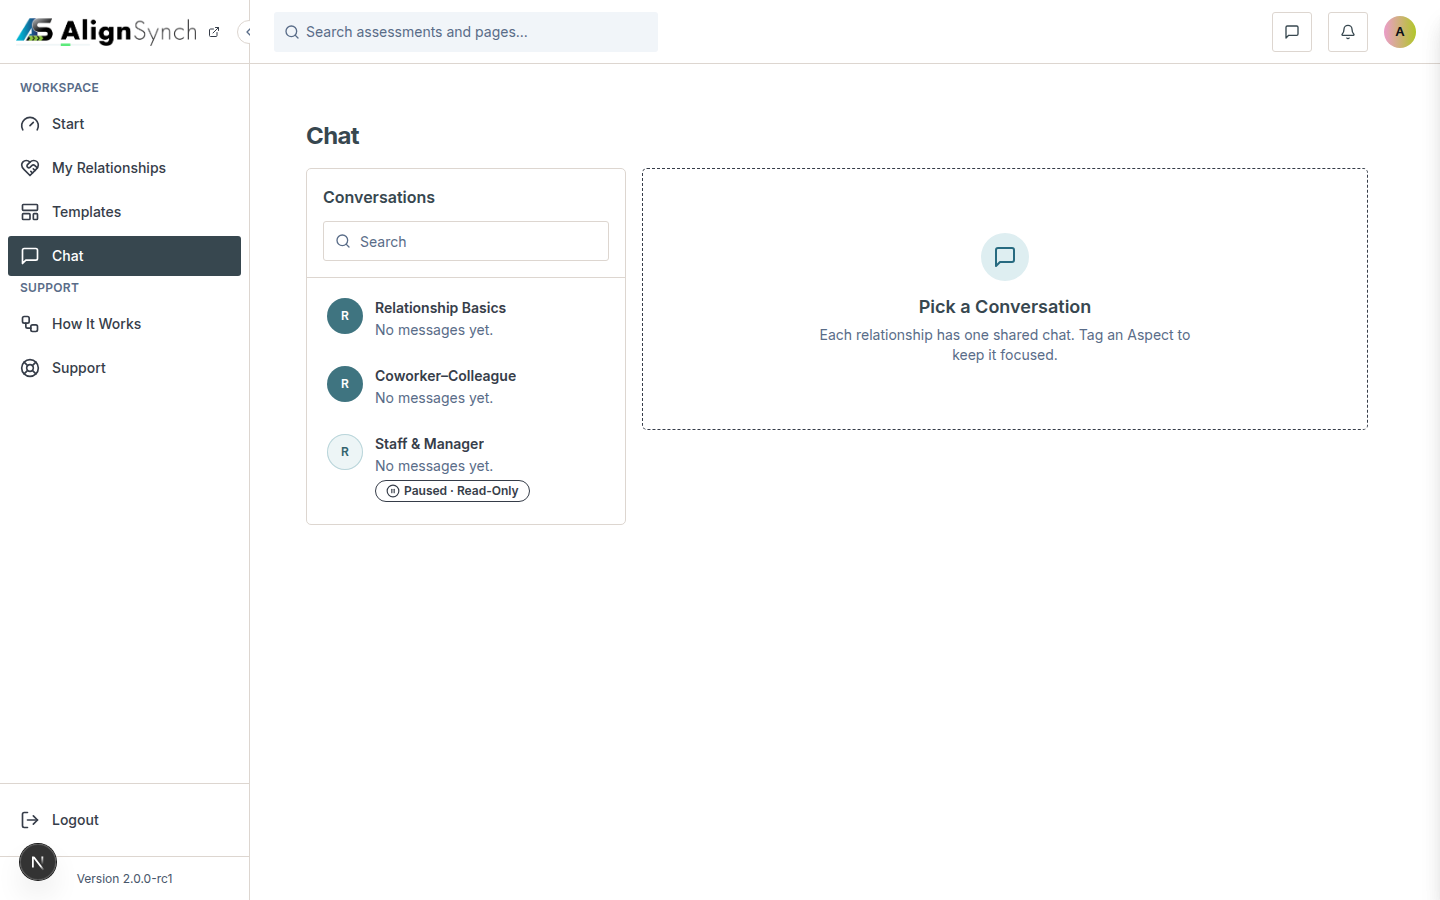 AlignSynch
Search assessments and pages...
A
WORKSPACE
Start
My Relationships
Templates
Chat
SUPPORT
How It Works
Support
Logout
N
Version 2.0.0-rc1
Chat
Conversations
Search
R
Relationship Basics
No messages yet.
R
Coworker–Colleague
No messages yet.
R
Staff & Manager
No messages yet.
Paused · Read-Only
Pick a Conversation
Each relationship has one shared chat. Tag an Aspect to
keep it focused.